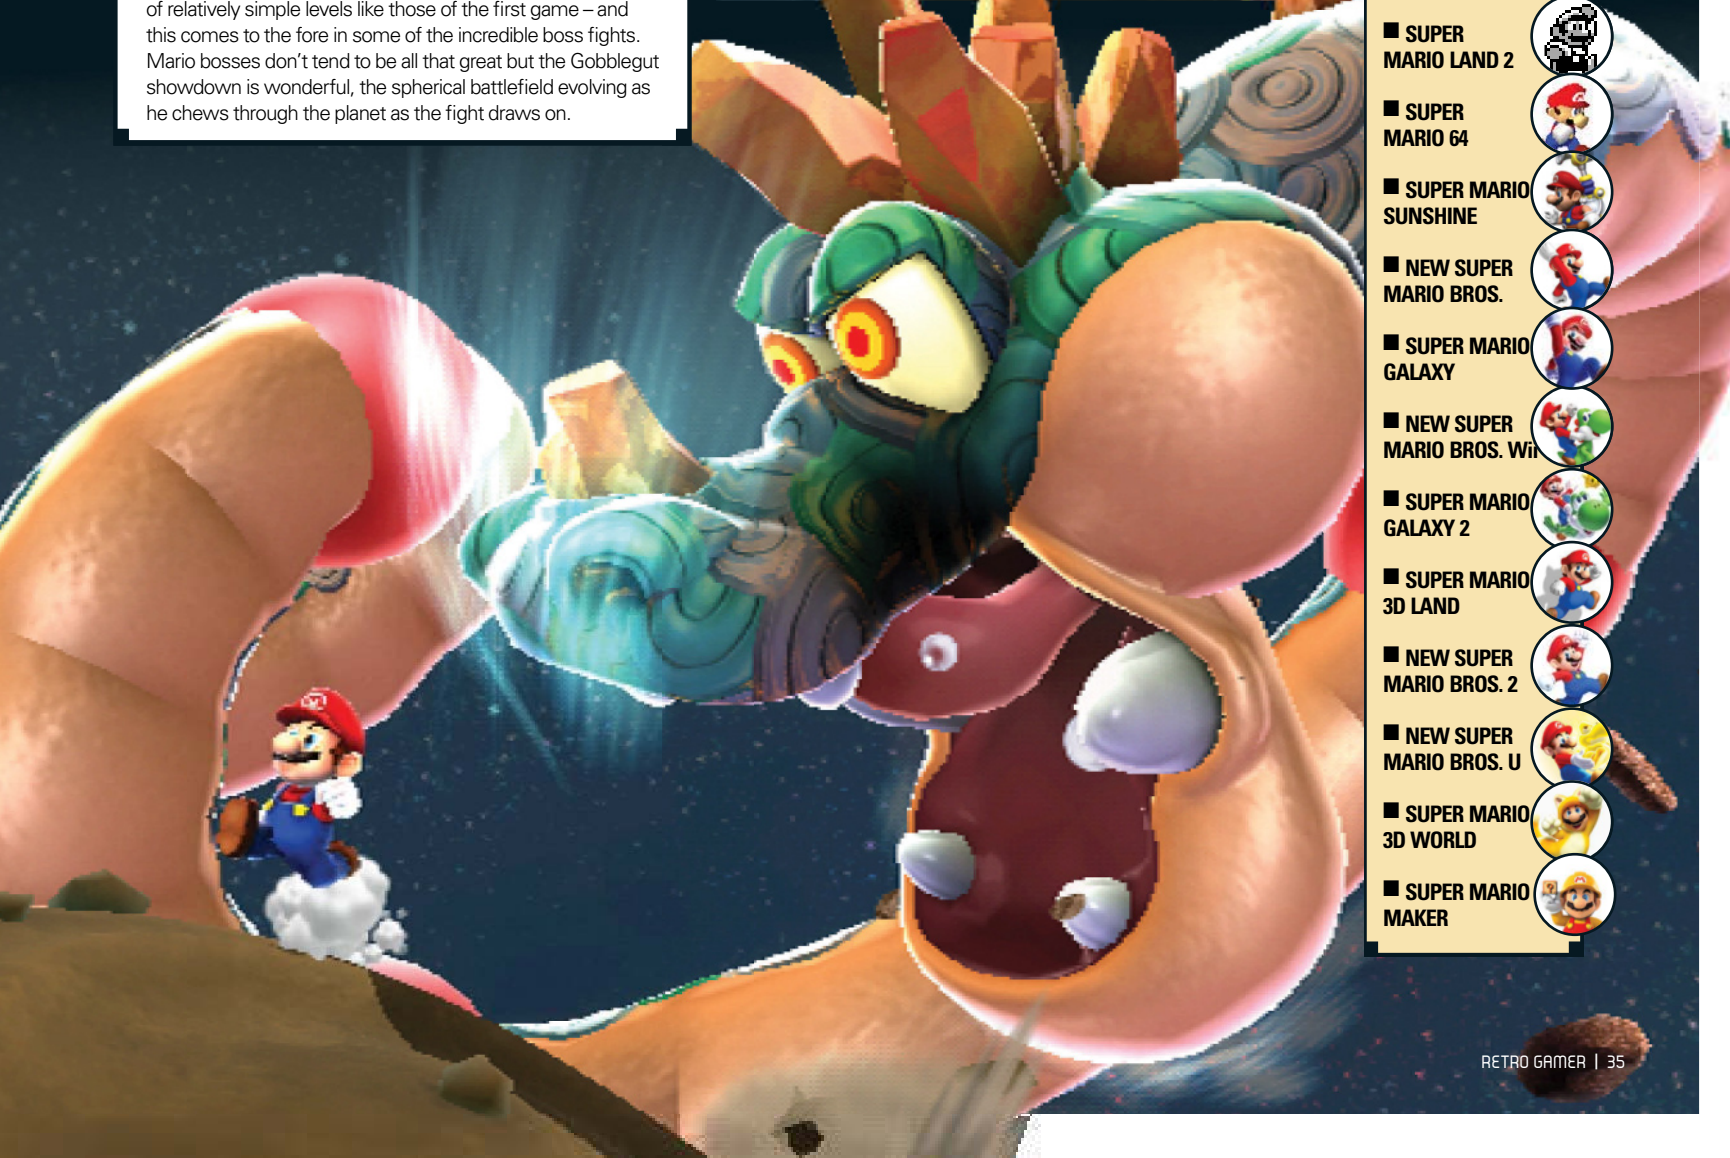 of relatively simple levels like those of the first game – and
this comes to the fore in some of the incredible boss fights.
Mario bosses don't tend to be all that great but the Gobblegut
showdown is wonderful, the spherical battlefield evolving as
he chews through the planet as the fight draws on.
■ SUPER
MARIO LAND 2
■ SUPER
MARIO 64
■ SUPER MARIO
SUNSHINE
■ NEW SUPER
MARIO BROS.
■ SUPER MARIO
GALAXY
■ NEW SUPER
MARIO BROS. Wii
■ SUPER MARIO
GALAXY 2
■ SUPER MARIO
3D LAND
■ NEW SUPER
MARIO BROS. 2
■ NEW SUPER
MARIO BROS. U
■ SUPER MARIO
3D WORLD
■ SUPER MARIO
MAKER
RETRO GAMER | 35